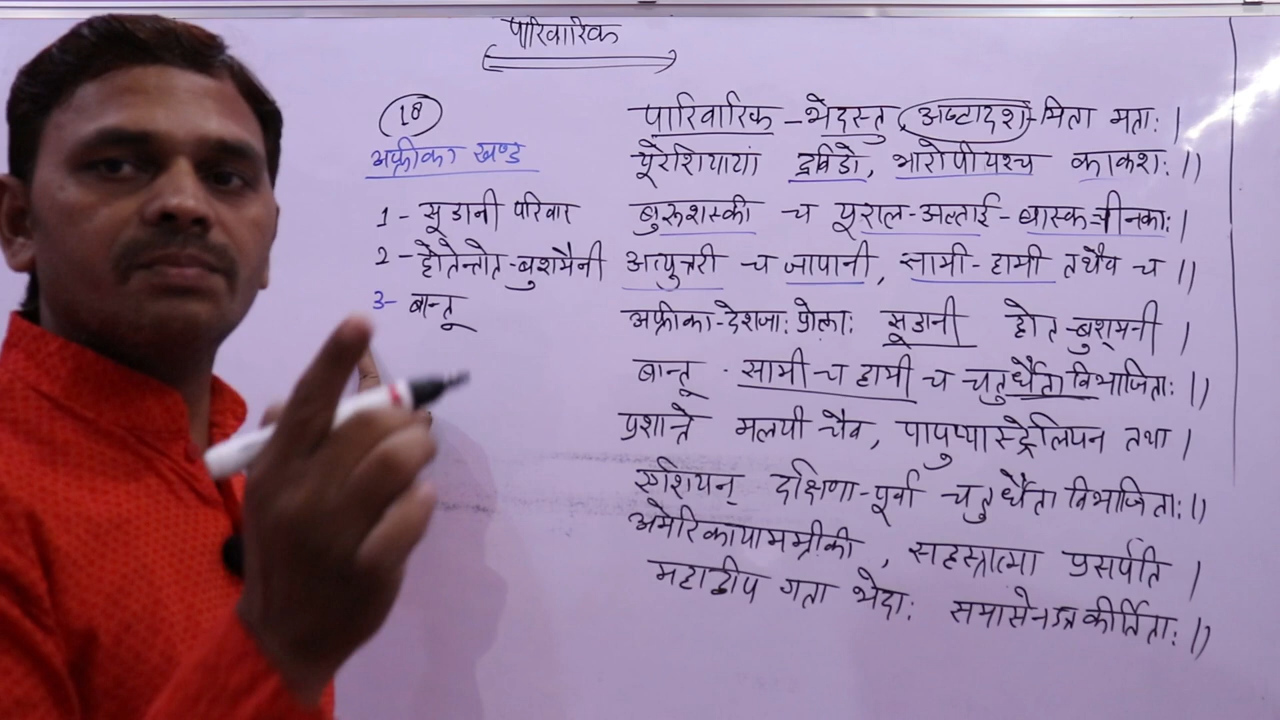 पारिवारिक
18
अफ्रीका खण्ड
1- सूडानी परिवार
2- होतेन्तोत-बुशमैनी
3- बान्तू
पारिवारिक-भेदस्तु अष्टादश-मिता मताः।
यूरेशियायां द्रविडो, भारोपीयश्च काकशः॥
बुरुशस्की च यूराल-अल्ताई-बास्क-चीनकाः।
अत्युत्तरी च जापानी, सामी-हामी तथैव च॥
अफ्रीका-देशजाः प्रोक्ताः सूडानी होत-बुश्मनी।
बान्तू सामी च हामी च चतुर्धैता विभाजिताः॥
प्रशान्ते मलयी चैव, पापुप्यास्ट्रेलियन तथा।
एशियन् दक्षिणा-पूर्वा चतुर्धैता विभाजिताः॥
अमेरिकायामम्रीकी, सहस्रात्मा प्रसर्पति।
महाद्वीप गता भेदाः समासेनऽत्र कीर्तिताः॥